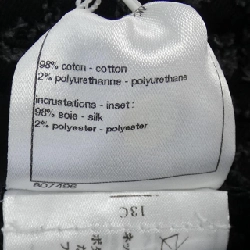 98% coton - cotton
2% polyurethanne - polyurethane
incrustations - inset :
98% soie - silk
2% polyester - polyester
13C